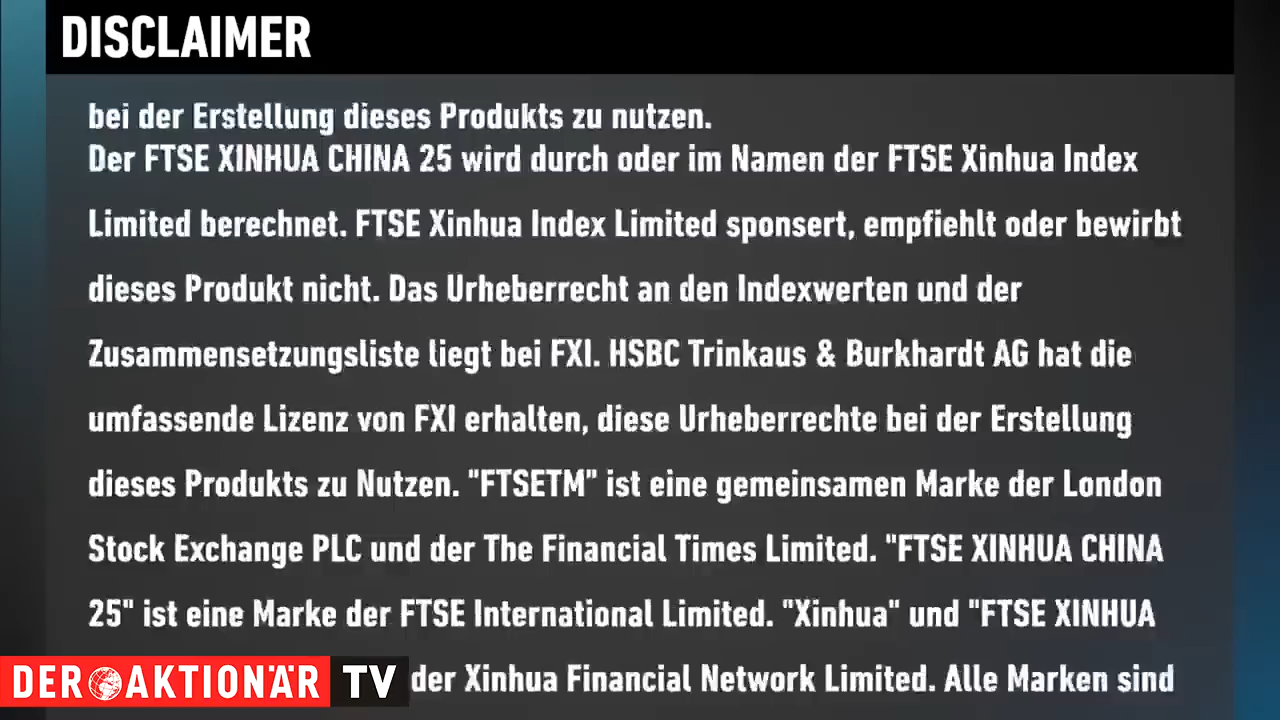 DISCLAIMER
bei der Erstellung dieses Produkts zu nutzen.
Der FTSE XINHUA CHINA 25 wird durch oder im Namen der FTSE Xinhua Index
Limited berechnet. FTSE Xinhua Index Limited sponsert, empfiehlt oder bewirbt
dieses Produkt nicht. Das Urheberrecht an den Indexwerten und der
Zusammensetzungsliste liegt bei FXI. HSBC Trinkaus & Burkhardt AG hat die
umfassende Lizenz von FXI erhalten, diese Urheberrechte bei der Erstellung
dieses Produkts zu Nutzen. "FTSETM" ist eine gemeinsamen Marke der London
Stock Exchange PLC und der The Financial Times Limited. "FTSE XINHUA CHINA
25" ist eine Marke der FTSE International Limited. "Xinhua" und "FTSE XINHUA
der Xinhua Financial Network Limited. Alle Marken sind
DER AKTIONÄR TV